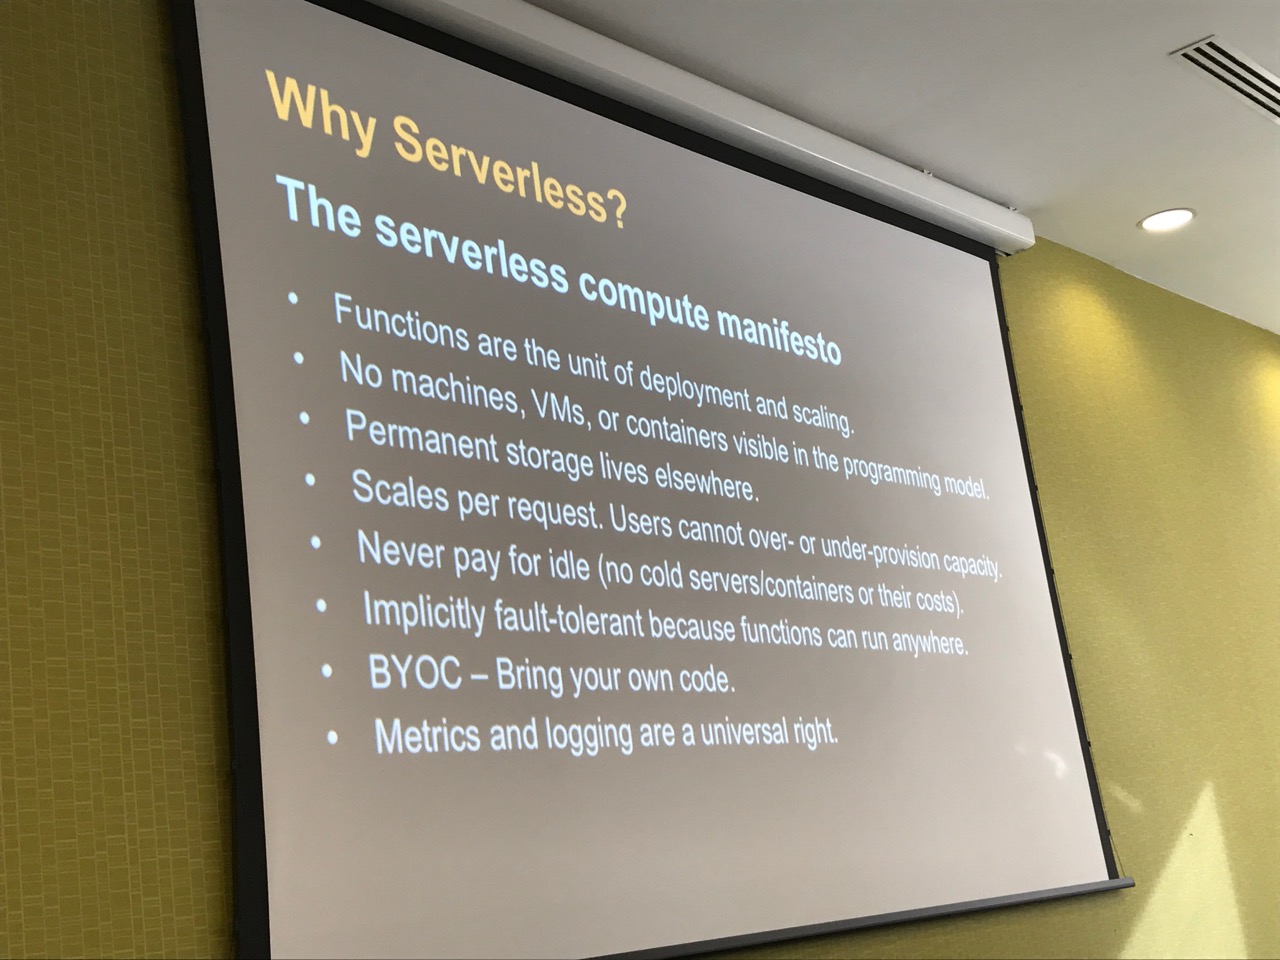 Why Serverless?
The serverless compute manifesto
• Functions are the unit of deployment and scaling.
• No machines, VMs, or containers visible in the programming model.
• Permanent storage lives elsewhere.
• Scales per request. Users cannot over- or under-provision capacity.
• Never pay for idle (no cold servers/containers or their costs).
• Implicitly fault-tolerant because functions can run anywhere.
• BYOC – Bring your own code.
• Metrics and logging are a universal right.